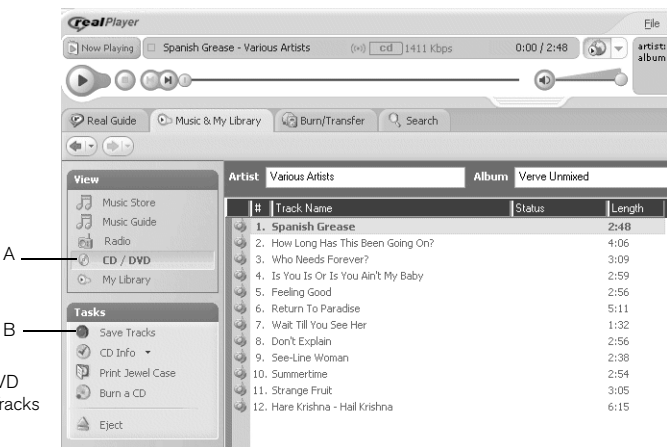 real Player
File
Now Playing
Spanish Grease - Various Artists
cd 1411 Kbps
0:00 / 2:48
artist:
album
Real Guide
Music & My Library
Burn/Transfer
Search
View
Music Store
Music Guide
Radio
A
CD / DVD
My Library
Tasks
B
Save Tracks
CD Info
VD
Print Jewel Case
racks
Burn a CD
Eject
Artist Various Artists Album Verve Unmixed
# Track Name Status Length
1. Spanish Grease 2:48
2. How Long Has This Been Going On? 4:06
3. Who Needs Forever? 3:09
4. Is You Is Or Is You Ain't My Baby 2:59
5. Feeling Good 2:56
6. Return To Paradise 5:11
7. Wait Till You See Her 1:32
8. Don't Explain 2:56
9. See-Line Woman 2:38
10. Summertime 2:54
11. Strange Fruit 3:05
12. Hare Krishna - Hail Krishna 6:15